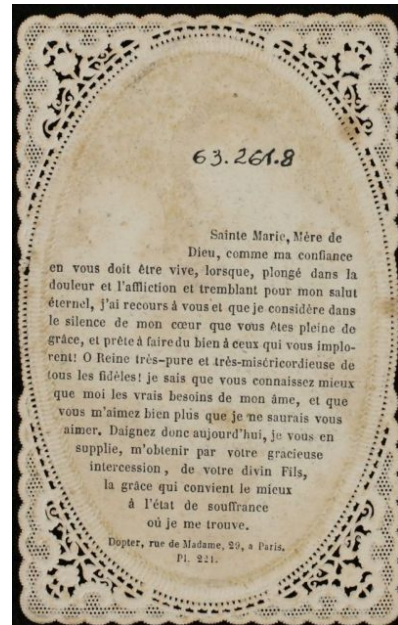 63.261.8
Sainte Marie, Mère de
Dieu, comme ma confiance
en vous doit être vive, lorsque, plongé dans la
douleur et l'affliction et tremblant pour mon salut
éternel, j'ai recours à vous et que je considère dans
le silence de mon cœur que vous êtes pleine de
grâce, et prête à faire du bien à ceux qui vous implo-
rent! O Reine très-pure et très-miséricordieuse de
tous les fidèles! je sais que vous connaissez mieux
que moi les vrais besoins de mon âme, et que
vous m'aimez bien plus que je ne saurais vous
aimer. Daignez donc aujourd'hui, je vous en
supplie, m'obtenir par votre gracieuse
intercession, de votre divin Fils,
la grâce qui convient le mieux
à l'état de souffrance
où je me trouve.
Dopter, rue de Madame, 29, a Paris.
Pl. 221.